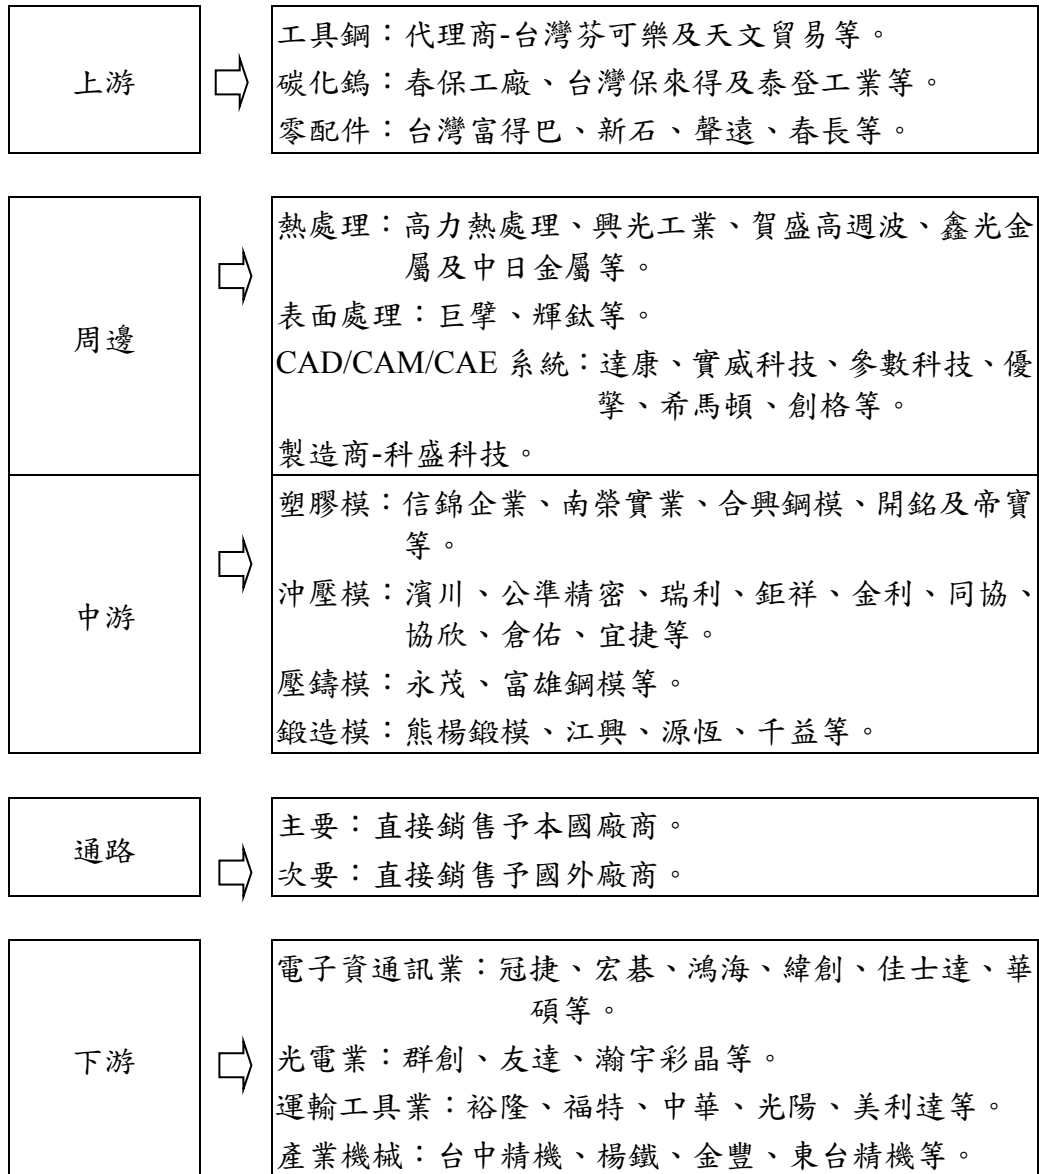 上游
工具鋼：代理商-台灣芬可樂及天文貿易等。
碳化鎢：春保工廠、台灣保來得及泰登工業等。
零配件：台灣富得巴、新石、聲遠、春長等。
周邊
熱處理：高力熱處理、興光工業、賀盛高週波、鑫光金
屬及中日金屬等。
表面處理：巨擘、輝鈦等。
CAD/CAM/CAE 系統：達康、實威科技、參數科技、優
擎、希馬頓、創格等。
製造商-科盛科技。
中游
塑膠模：信錦企業、南榮實業、合興鋼模、開銘及帝寶
等。
沖壓模：濱川、公準精密、瑞利、鉅祥、金利、同協、
協欣、倉佑、宜捷等。
壓鑄模：永茂、富雄鋼模等。
鍛造模：熊楊鍛模、江興、源恆、千益等。
通路
主要：直接銷售予本國廠商。
次要：直接銷售予國外廠商。
下游
電子資通訊業：冠捷、宏碁、鴻海、緯創、佳士達、華
碩等。
光電業：群創、友達、瀚宇彩晶等。
運輸工具業：裕隆、福特、中華、光陽、美利達等。
產業機械：台中精機、楊鐵、金豐、東台精機等。